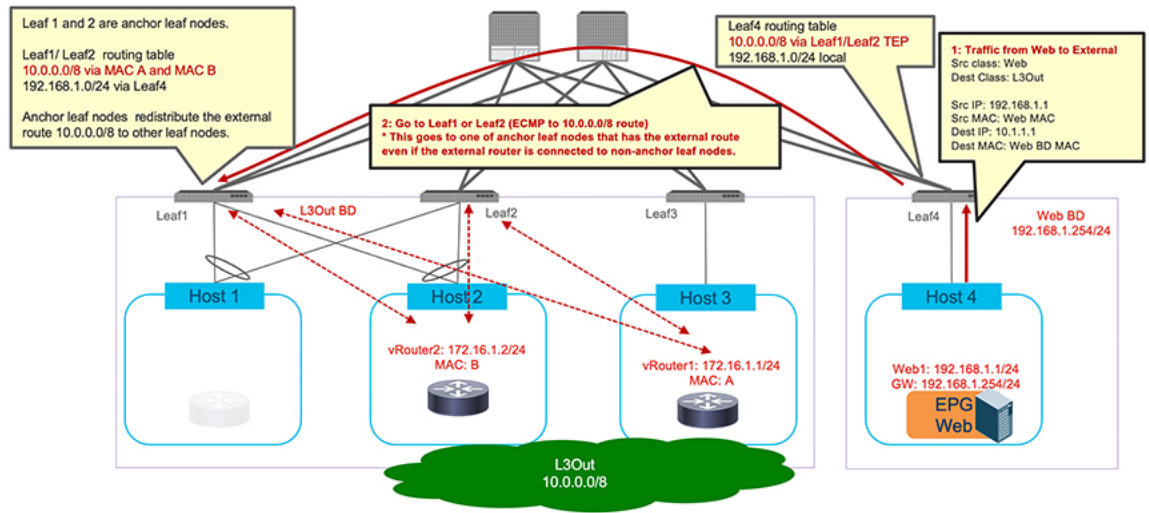 Leaf 1 and 2 are anchor leaf nodes.
Leaf1/ Leaf2  routing table
10.0.0.0/8 via MAC A and MAC B
192.168.1.0/24 via Leaf4
Anchor leaf nodes  redistribute the external
route 10.0.0.0/8 to other leaf nodes.
Leaf4 routing table
10.0.0.0/8 via Leaf1/Leaf2 TEP
192.168.1.0/24 local
1: Traffic from Web to External
Src class: Web
Dest Class: L3Out
Src IP: 192.168.1.1
Src MAC: Web MAC
Dest IP: 10.1.1.1
Dest MAC: Web BD MAC
2: Go to Leaf1 or Leaf2 (ECMP to 10.0.0.0/8 route)
* This goes to one of anchor leaf nodes that has the external route
even if the external router is connected to non-anchor leaf nodes.
Leaf1
L3Out BD
Leaf2
Leaf3
Leaf4
Web BD
192.168.1.254/24
Host 1
Host 2
Host 3
Host 4
vRouter2: 172.16.1.2/24
MAC: B
vRouter1: 172.16.1.1/24
MAC: A
Web1: 192.168.1.1/24
GW: 192.168.1.254/24
EPG
Web
L3Out
10.0.0.0/8